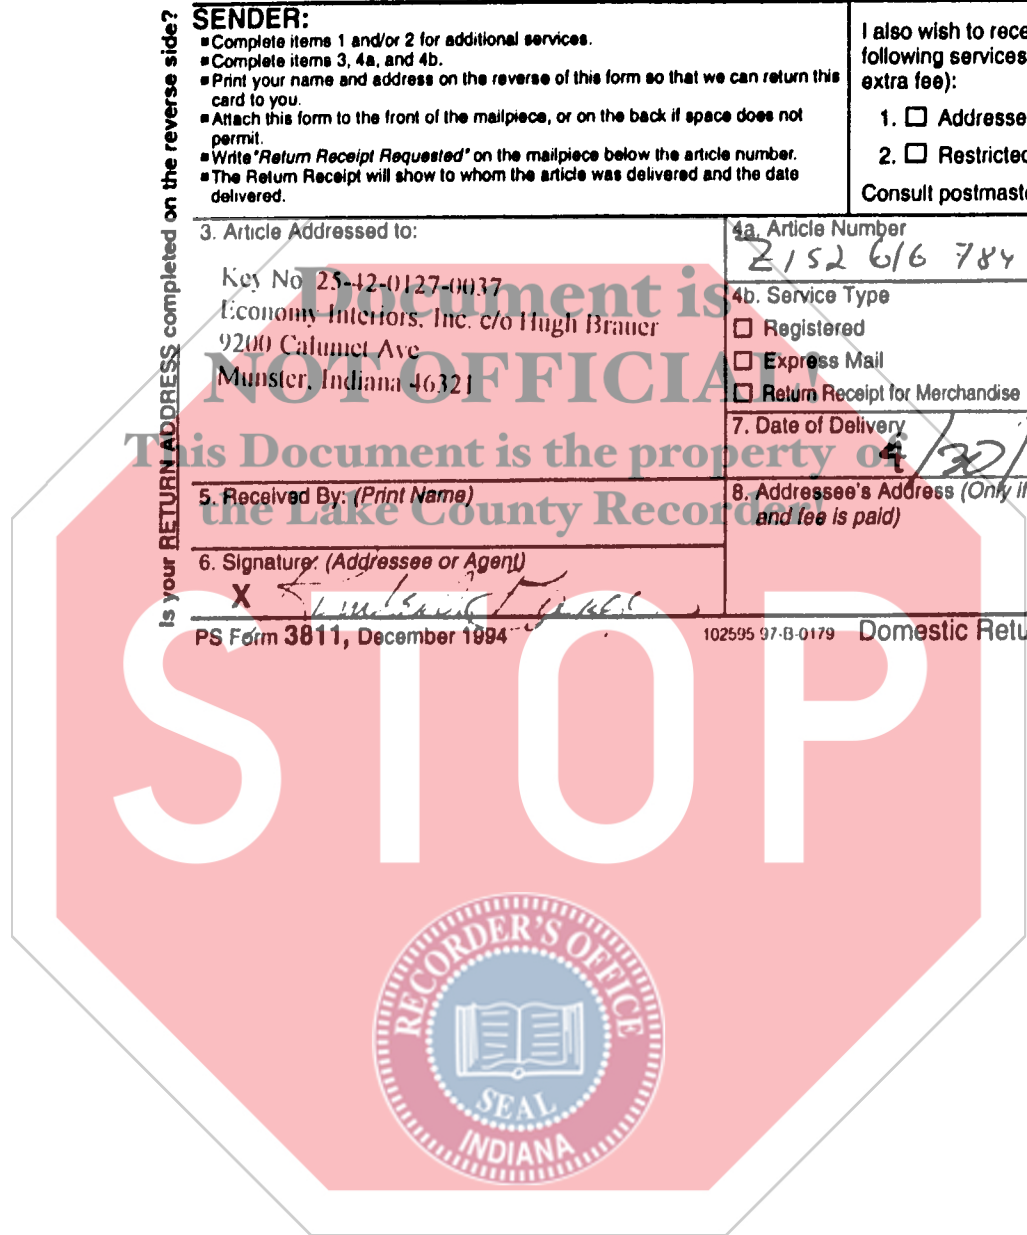 Is your RETURN ADDRESS completed on the reverse side?
SENDER:
▪Complete items 1 and/or 2 for additional services.
▪Complete items 3, 4a, and 4b.
▪Print your name and address on the reverse of this form so that we can return this
card to you.
▪Attach this form to the front of the mailpiece, or on the back if space does not
permit.
▪Write "Return Receipt Requested" on the mailpiece below the article number.
▪The Return Receipt will show to whom the article was delivered and the date
delivered.
I also wish to rece
following services
extra fee):
1. ☐ Addresse
2. ☐ Restricted
Consult postmaste
3. Article Addressed to:
Key No 25-42-0127-0037
Economy Interiors, Inc. c/o Hugh Brauer
9200 Calumet Ave
Munster, Indiana 46321
4a. Article Number
Z 152 616 784
4b. Service Type
☐ Registered
☐ Express Mail
☐ Return Receipt for Merchandise
7. Date of Delivery
4/30/
5. Received By: (Print Name)
8. Addressee's Address (Only if
and fee is paid)
6. Signature: (Addressee or Agent)
X
PS Form 3811, December 1994
102595 97-B-0179
Domestic Retu
Document is
NOT OFFICIAL!
This Document is the property of
the Lake County Recorder!
STOP
RECORDER'S OFFICE
SEAL
INDIANA